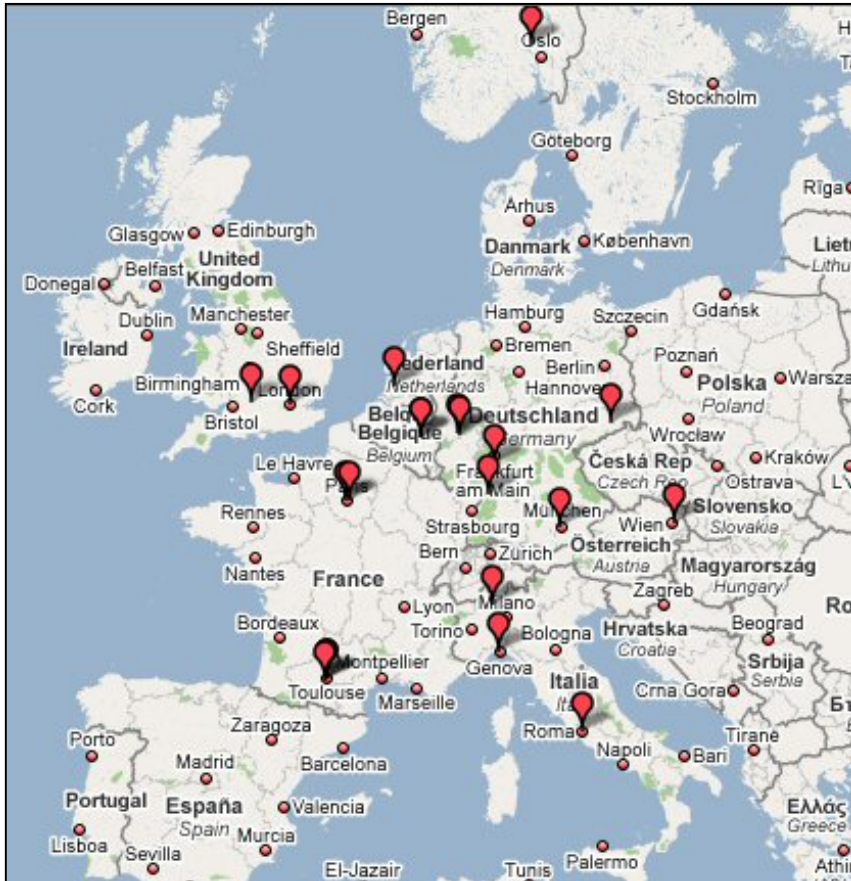 Bergen
Oslo
Stockholm
Göteborg
Rīga
Århus
Danmark
Denmark
København
Glasgow
Edinburgh
United
Kingdom
Donegal
Belfast
Dublin
Ireland
Manchester
Sheffield
Birmingham
London
Cork
Bristol
Hamburg
Bremen
Szczecin
Gdańsk
Berlin
Hannover
Poznań
Polska
Poland
Warsza
Wrocław
Netherlands
Deutschland
Germany
Belgique
Belgium
Le Havre
Paris
Frankfurt
am Main
Česká Rep
Czech Rep
Kraków
Ostrava
Rennes
Strasbourg
München
Wien
Slovensko
Slovakia
Nantes
Bern
Zürich
Österreich
Austria
Magyarország
Hungary
France
Lyon
Milano
Zagreb
Bordeaux
Torino
Bologna
Hrvatska
Croatia
Beograd
Genova
Montpellier
Toulouse
Marseille
Italia
Srbija
Serbia
Crna Gora
Porto
Zaragoza
Barcelona
Roma
Napoli
Bari
Tiranë
Madrid
Portugal
España
Spain
Valencia
Ελλάς
Greece
Lisboa
Murcia
Sevilla
El-Jazair
Tunis
Palermo